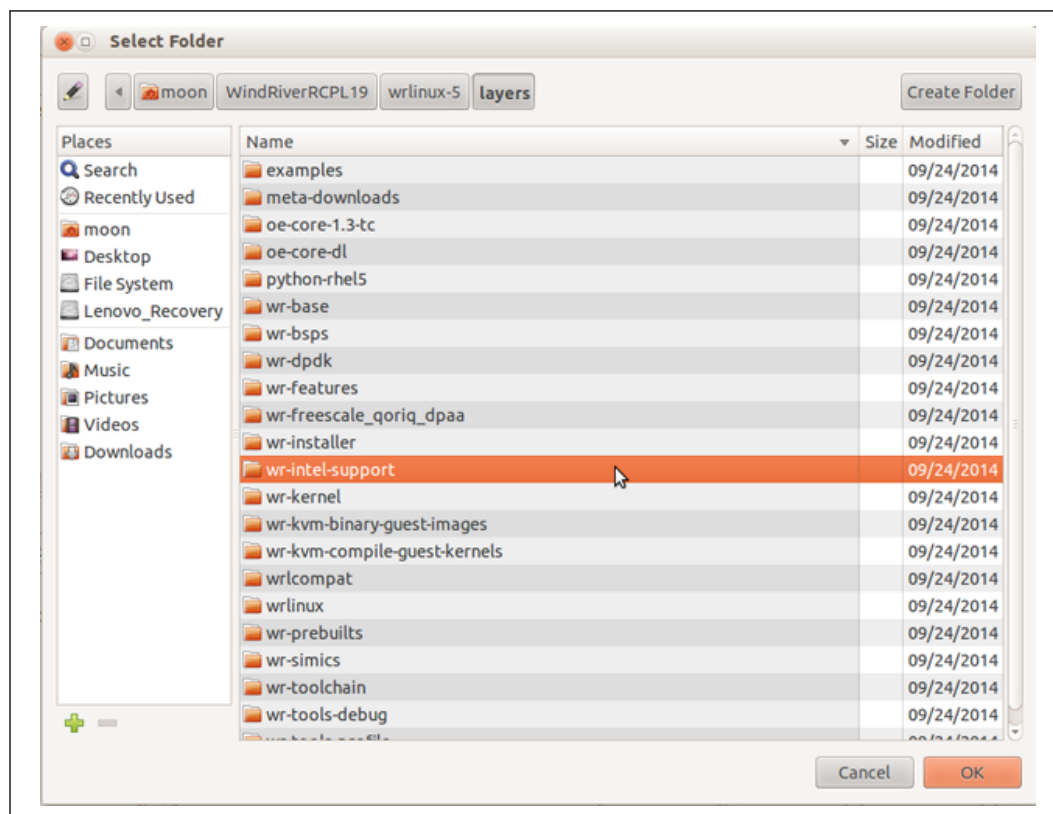 Select Folder
moon WindRiverRCPL19 wrlinux-5 layers Create Folder
Places Name Size Modified
Search examples 09/24/2014
Recently Used meta-downloads 09/24/2014
moon oe-core-1.3-tc 09/24/2014
Desktop oe-core-dl 09/24/2014
File System python-rhel5 09/24/2014
Lenovo_Recovery wr-base 09/24/2014
Documents wr-bsps 09/24/2014
Music wr-dpdk 09/24/2014
Pictures wr-features 09/24/2014
Videos wr-freescale_qoriq_dpaa 09/24/2014
Downloads wr-installer 09/24/2014
wr-intel-support 09/24/2014
wr-kernel 09/24/2014
wr-kvm-binary-guest-images 09/24/2014
wr-kvm-compile-guest-kernels 09/24/2014
wrlcompat 09/24/2014
wrlinux 09/24/2014
wr-prebuilts 09/24/2014
wr-simics 09/24/2014
wr-toolchain 09/24/2014
wr-tools-debug 09/24/2014
Cancel OK